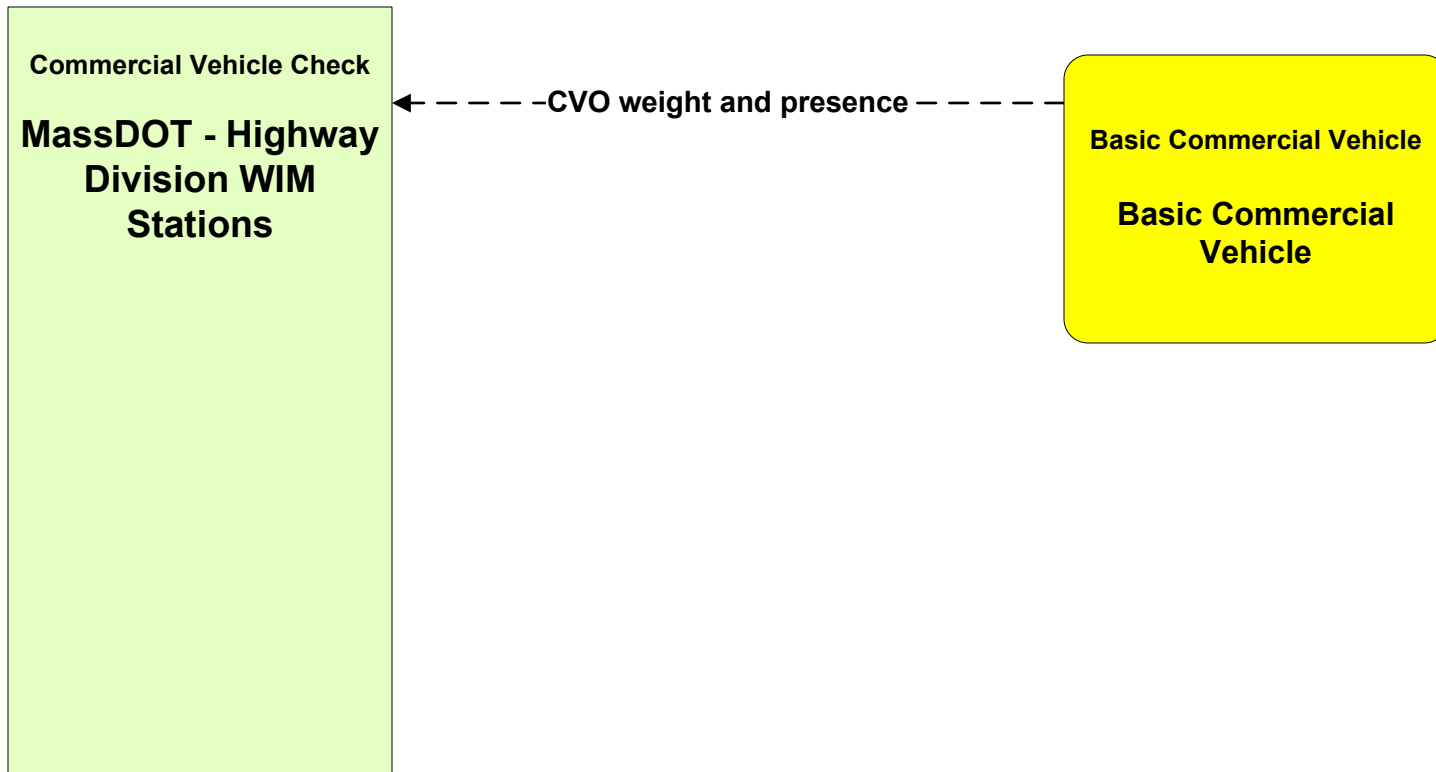 Commercial Vehicle Check
MassDOT - Highway
Division WIM
Stations
CVO weight and presence
Basic Commercial Vehicle
Basic Commercial
Vehicle